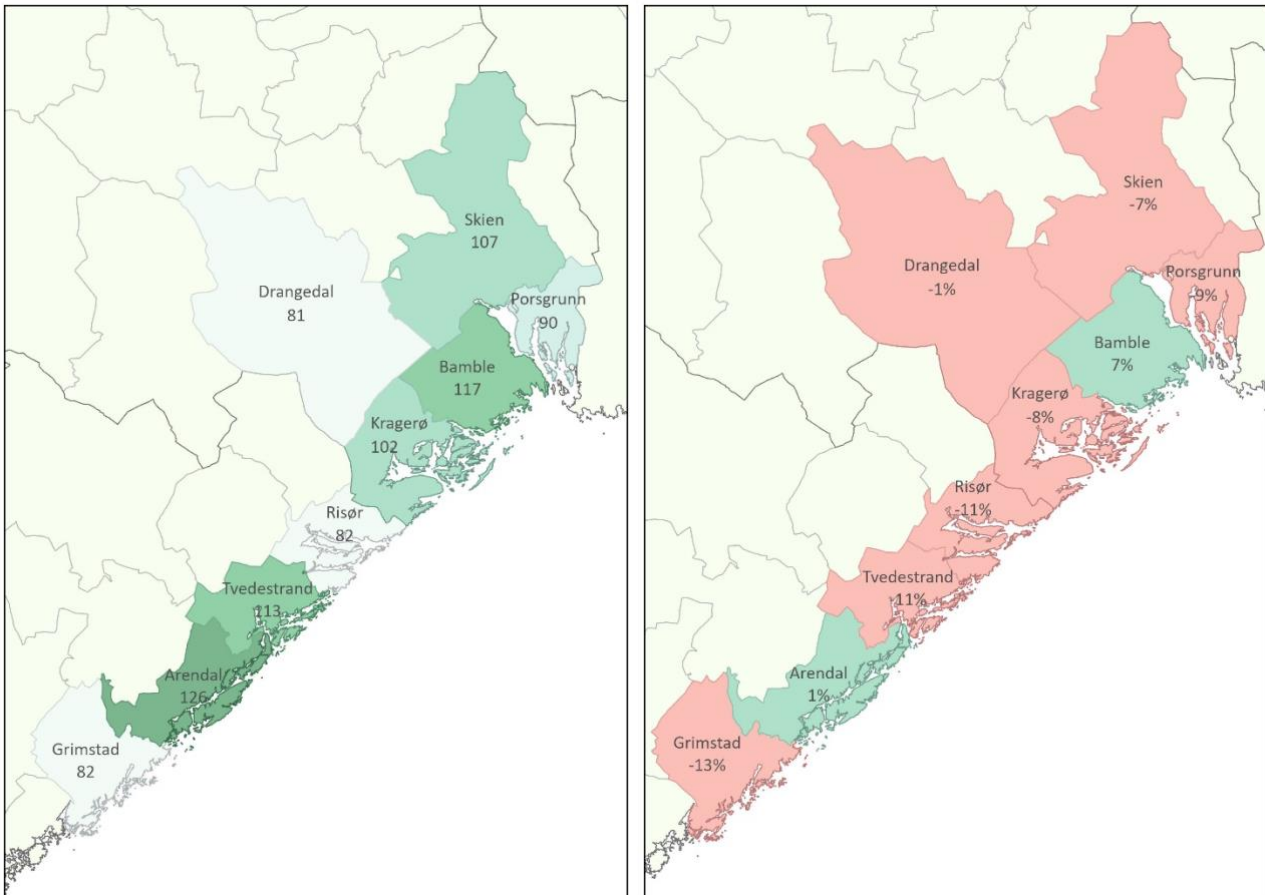 Skien
107
Drangedal
81
Porsgrunn
90
Bamble
117
Kragerø
102
Risør
82
Tvedestrand
113
Arendal
126
Grimstad
82
Skien
-7%
Drangedal
-1%
Porsgrunn
-9%
Bamble
7%
Kragerø
-8%
Risør
-11%
Tvedestrand
-11%
Arendal
1%
Grimstad
-13%